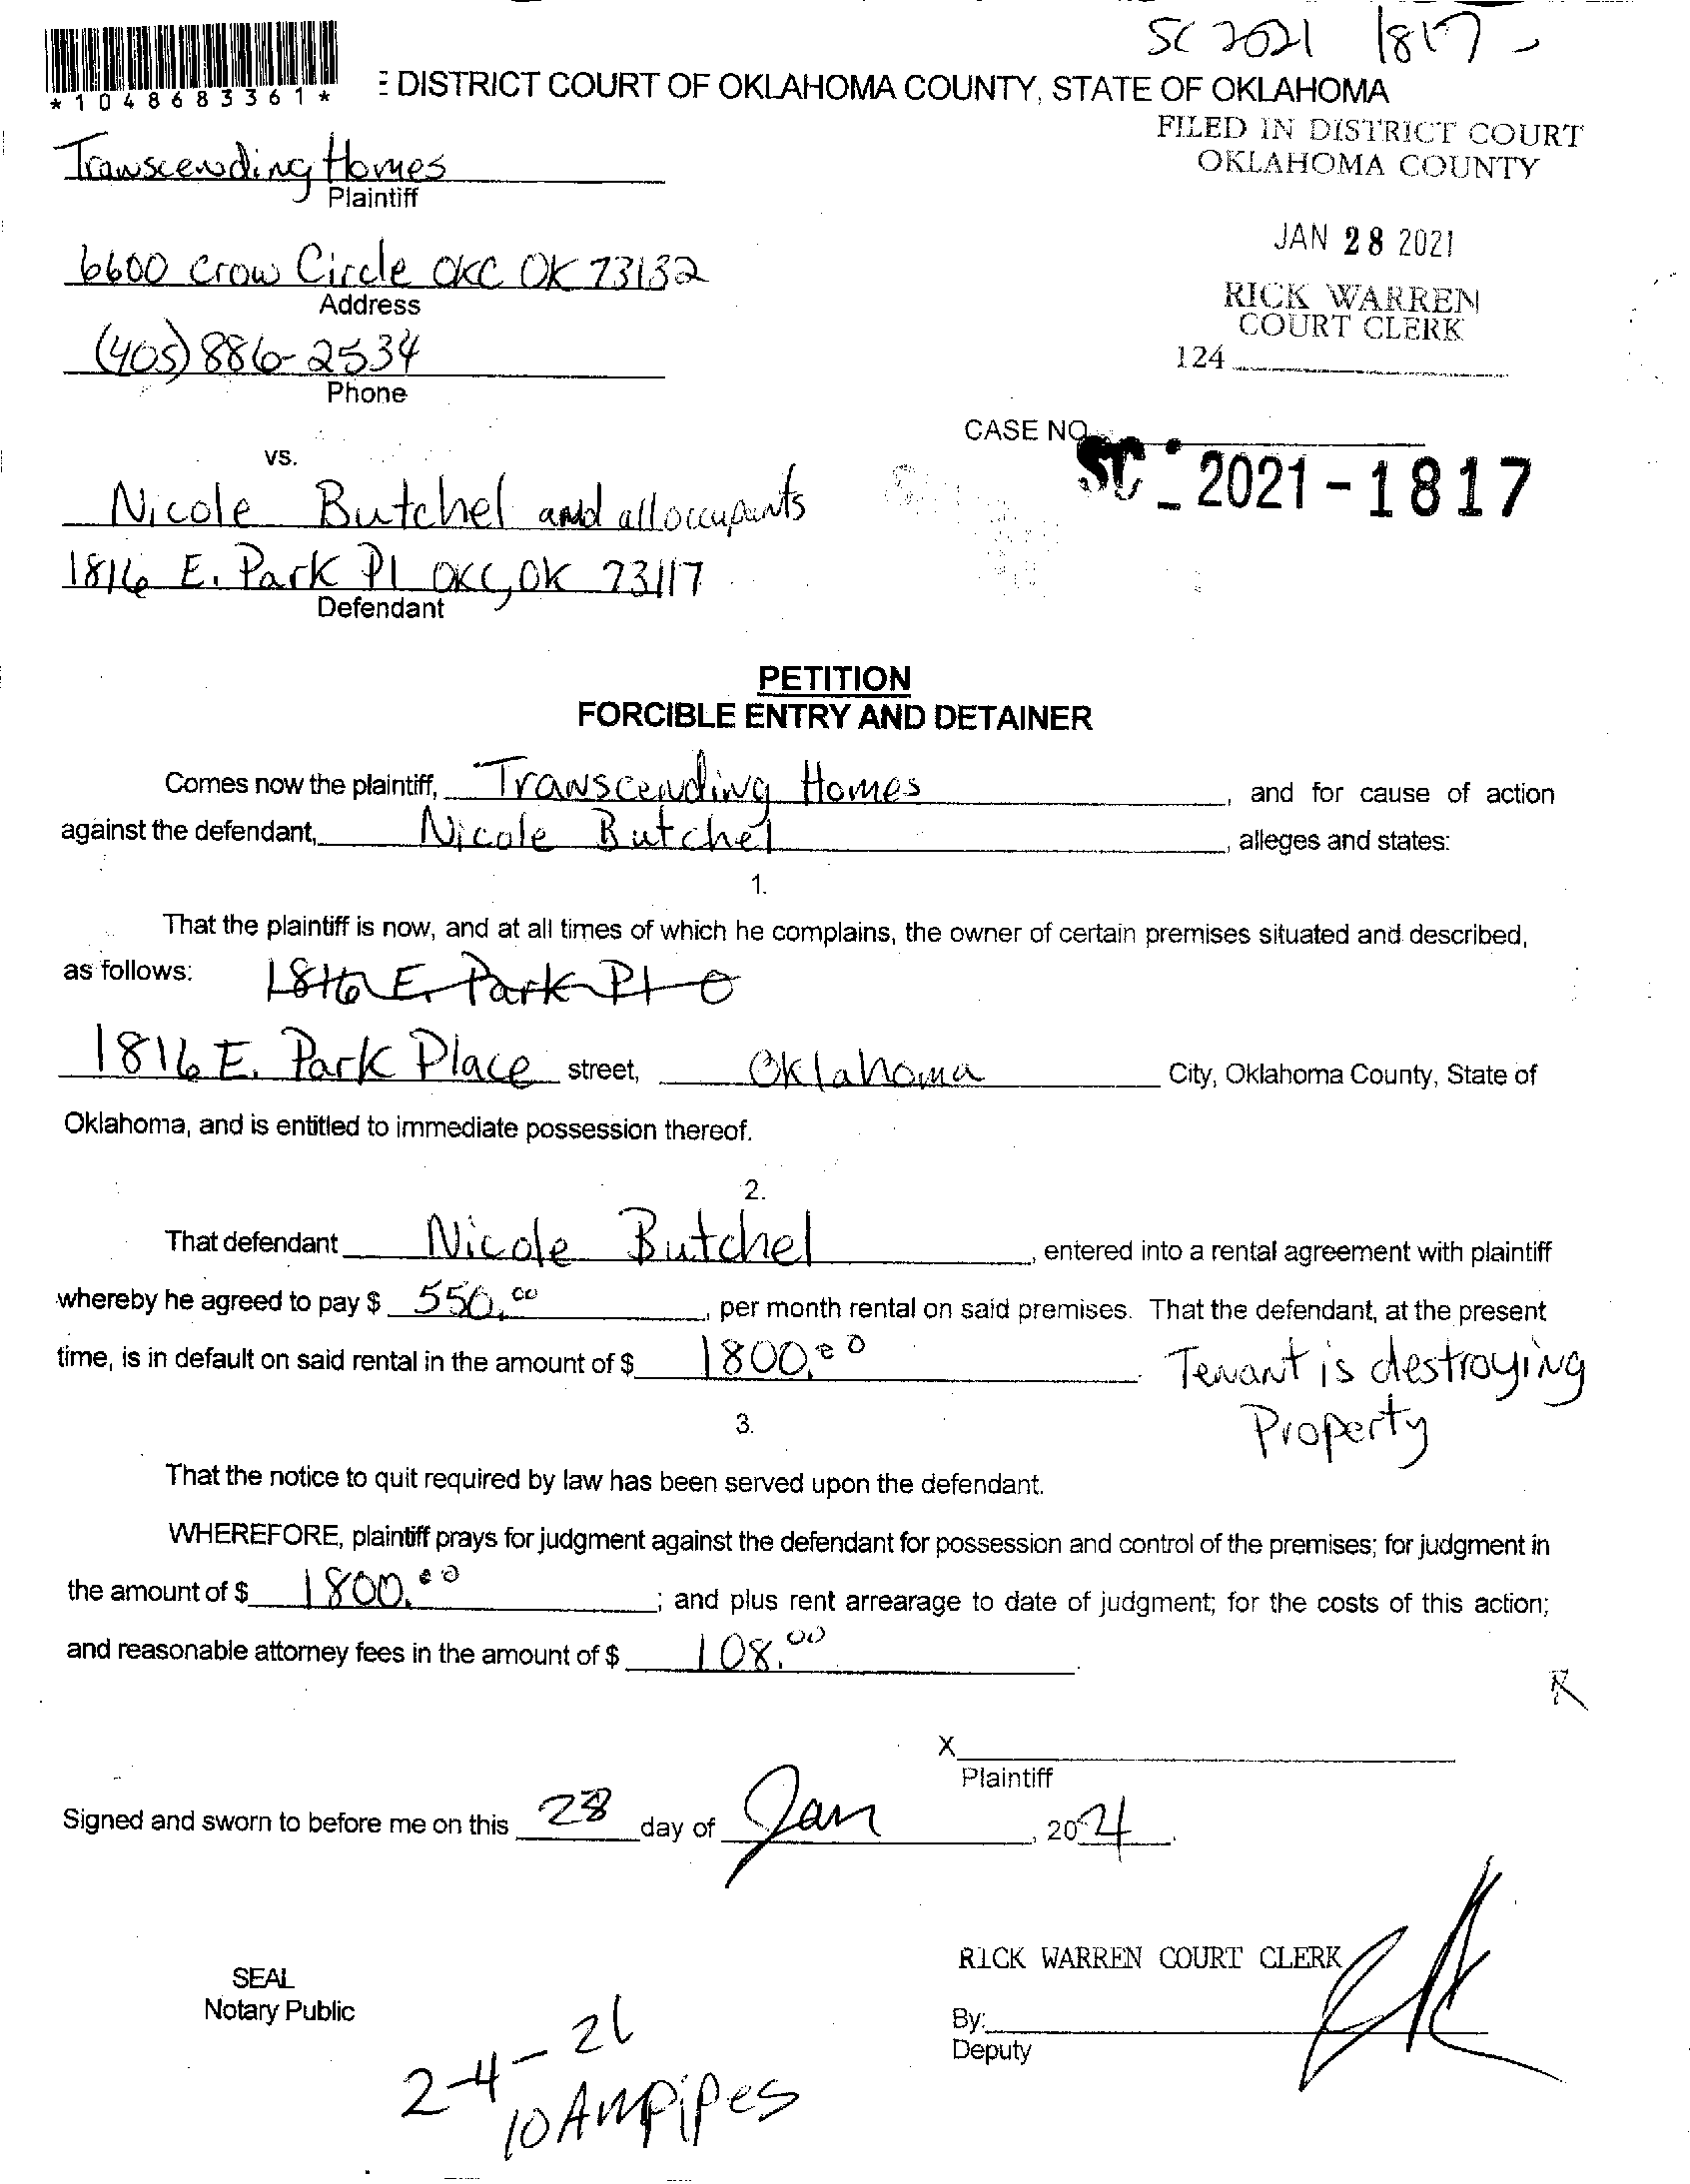 SC 2021 1817-
*1048683361*
E DISTRICT COURT OF OKLAHOMA COUNTY, STATE OF OKLAHOMA
FILED IN DISTRICT COURT
OKLAHOMA COUNTY
JAN 28 2021
RICK WARREN
COURT CLERK
124
Transcending Homes
Plaintiff
6600 Crow Circle OKC OK 73132
Address
(405) 886-2534
Phone
CASE NO.
SC - 2021 - 1817
vs.
Nicole Butchel and all occupants
1816 E. Park Pl OKC, OK 73117
Defendant
PETITION
FORCIBLE ENTRY AND DETAINER
Comes now the plaintiff, Transcending Homes, and for cause of action
against the defendant, Nicole Butchel, alleges and states:
1.
That the plaintiff is now, and at all times of which he complains, the owner of certain premises situated and described,
as follows: 1816 E. Park Pl O
1816 E. Park Place street, Oklahoma City, Oklahoma County, State of
Oklahoma, and is entitled to immediate possession thereof.
2.
That defendant Nicole Butchel, entered into a rental agreement with plaintiff
whereby he agreed to pay $ 550.00, per month rental on said premises. That the defendant, at the present
time, is in default on said rental in the amount of $ 1800.00.
Tenant is destroying
Property
3.
That the notice to quit required by law has been served upon the defendant.
WHEREFORE, plaintiff prays for judgment against the defendant for possession and control of the premises; for judgment in
the amount of $ 1800.00; and plus rent arrearage to date of judgment; for the costs of this action;
and reasonable attorney fees in the amount of $ 108.00.
X
Plaintiff
Signed and sworn to before me on this 28 day of Jan, 2021.
SEAL
Notary Public
RICK WARREN COURT CLERK
By:
Deputy
2-4-21
10 Am pipes